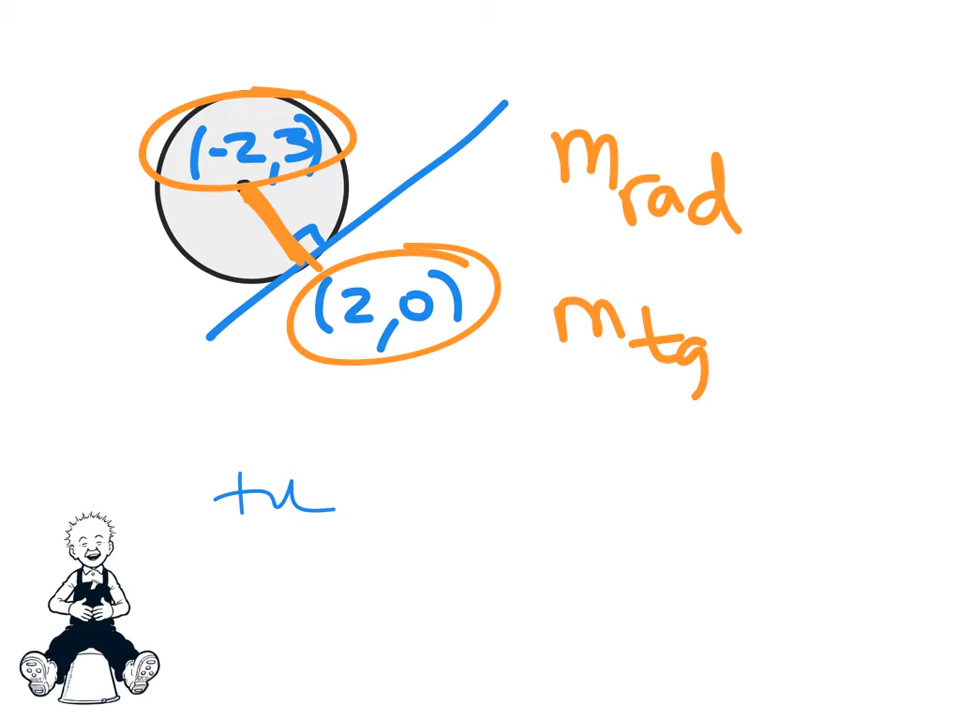 (-2,3)
m rad
(2,0)
m tg